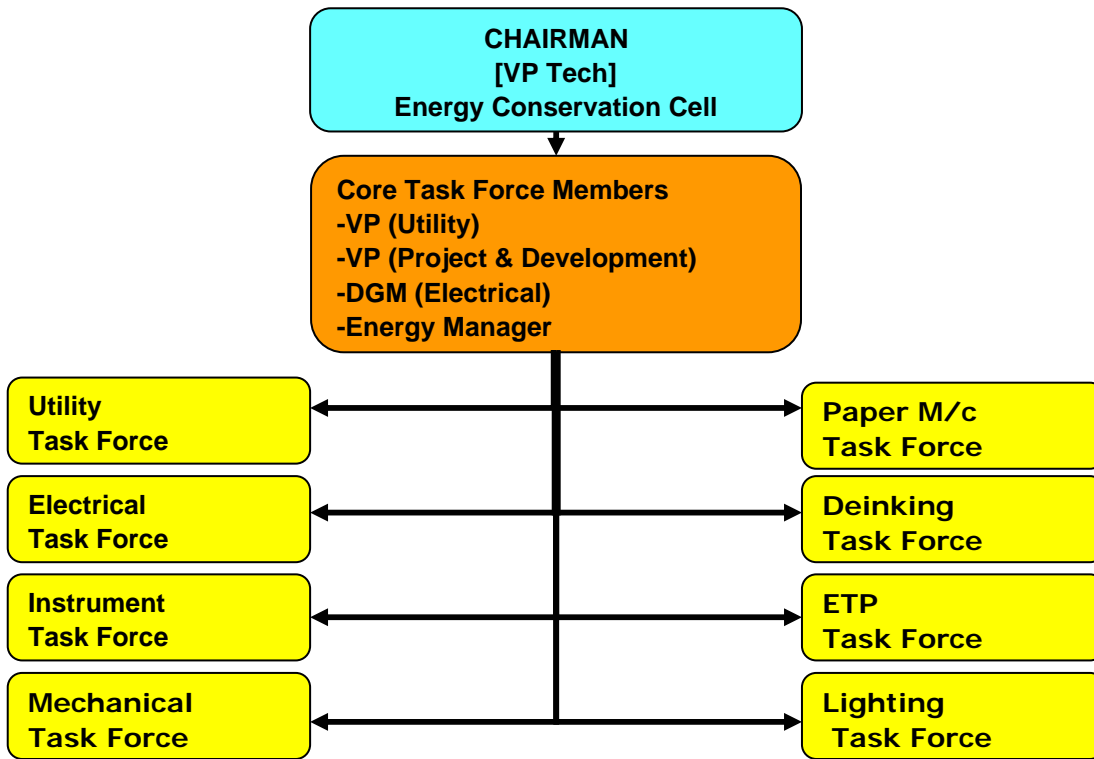 CHAIRMAN
[VP Tech]
Energy Conservation Cell
Core Task Force Members
-VP (Utility)
-VP (Project & Development)
-DGM (Electrical)
-Energy Manager
Utility
Task Force
Paper M/c
Task Force
Electrical
Task Force
Deinking
Task Force
Instrument
Task Force
ETP
Task Force
Mechanical
Task Force
Lighting
Task Force